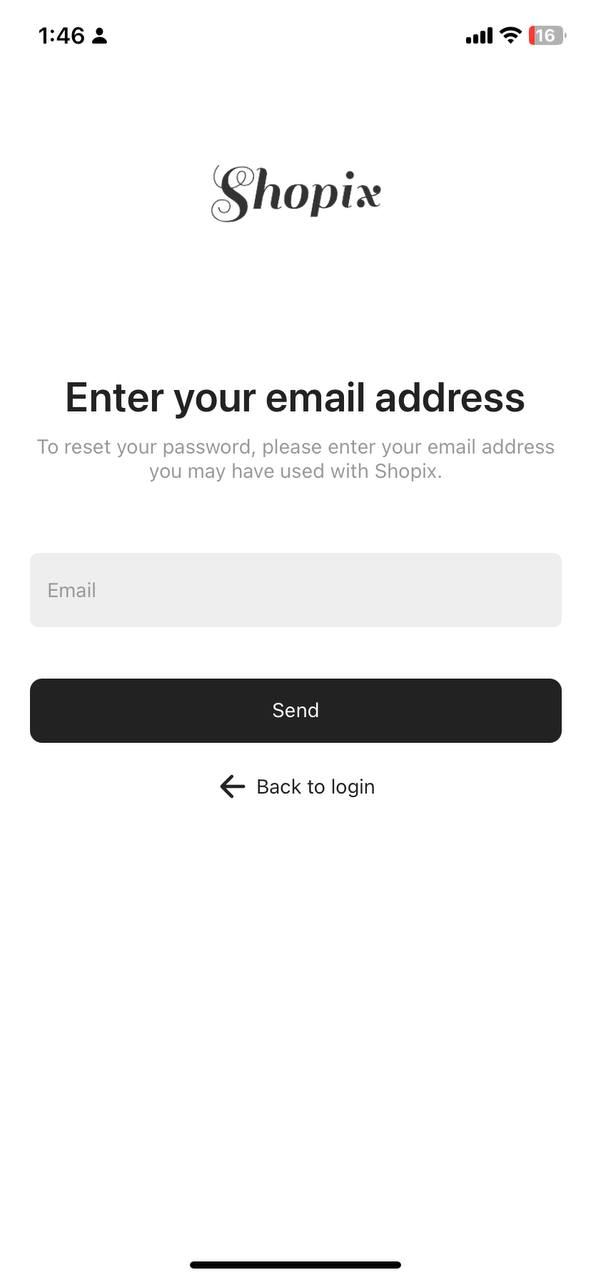 1:46
16
Shopix
Enter your email address
To reset your password, please enter your email address
you may have used with Shopix.
Email
Send
Back to login